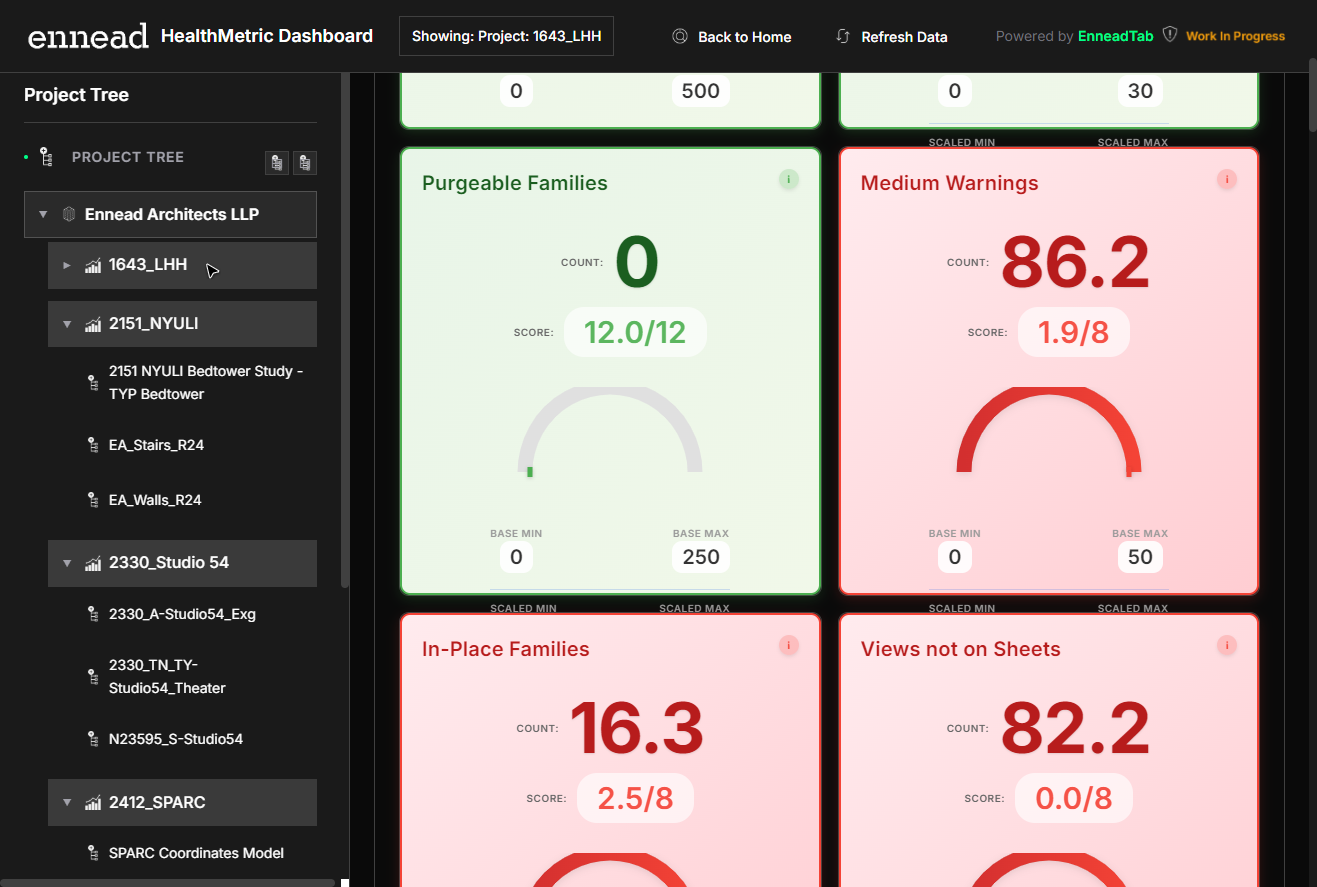 ennead HealthMetric Dashboard
Showing: Project: 1643_LHH
Back to Home
Refresh Data
Powered by EnneadTab
Work In Progress
Project Tree
PROJECT TREE
Ennead Architects LLP
1643_LHH
2151_NYULI
2151 NYULI Bedtower Study -
TYP Bedtower
EA_Stairs_R24
EA_Walls_R24
2330_Studio 54
2330_A-Studio54_Exg
2330_TN_TY-
Studio54_Theater
N23595_S-Studio54
2412_SPARC
SPARC Coordinates Model
0 500
0 30
SCALED MIN SCALED MAX
Purgeable Families
i
COUNT: 0
SCORE: 12.0/12
BASE MIN BASE MAX
0 250
SCALED MIN SCALED MAX
Medium Warnings
i
COUNT: 86.2
SCORE: 1.9/8
BASE MIN BASE MAX
0 50
SCALED MIN SCALED MAX
In-Place Families
i
COUNT: 16.3
SCORE: 2.5/8
Views not on Sheets
i
COUNT: 82.2
SCORE: 0.0/8